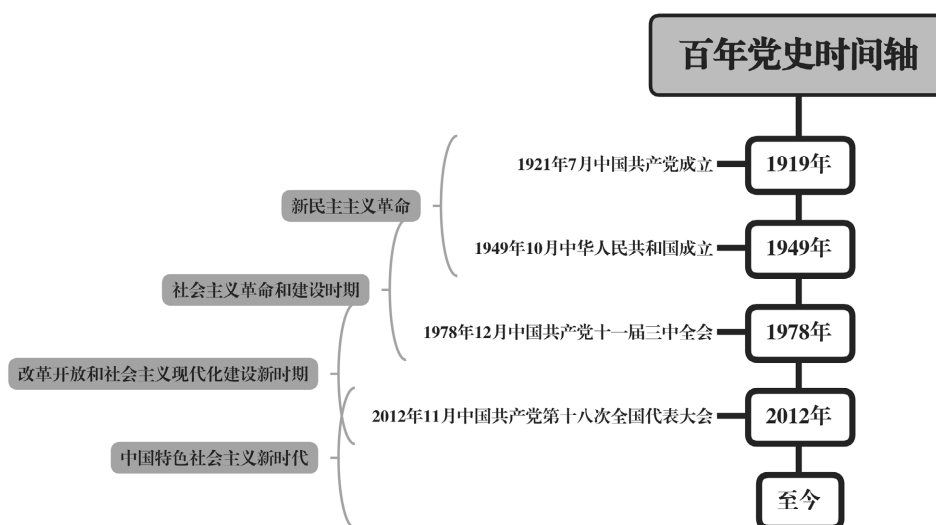 百年党史时间轴
1921年7月中国共产党成立
1919年
新民主主义革命
1949年10月中华人民共和国成立
1949年
社会主义革命和建设时期
1978年12月中国共产党十一届三中全会
1978年
改革开放和社会主义现代化建设新时期
2012年11月中国共产党第十八次全国代表大会
2012年
中国特色社会主义新时代
至今